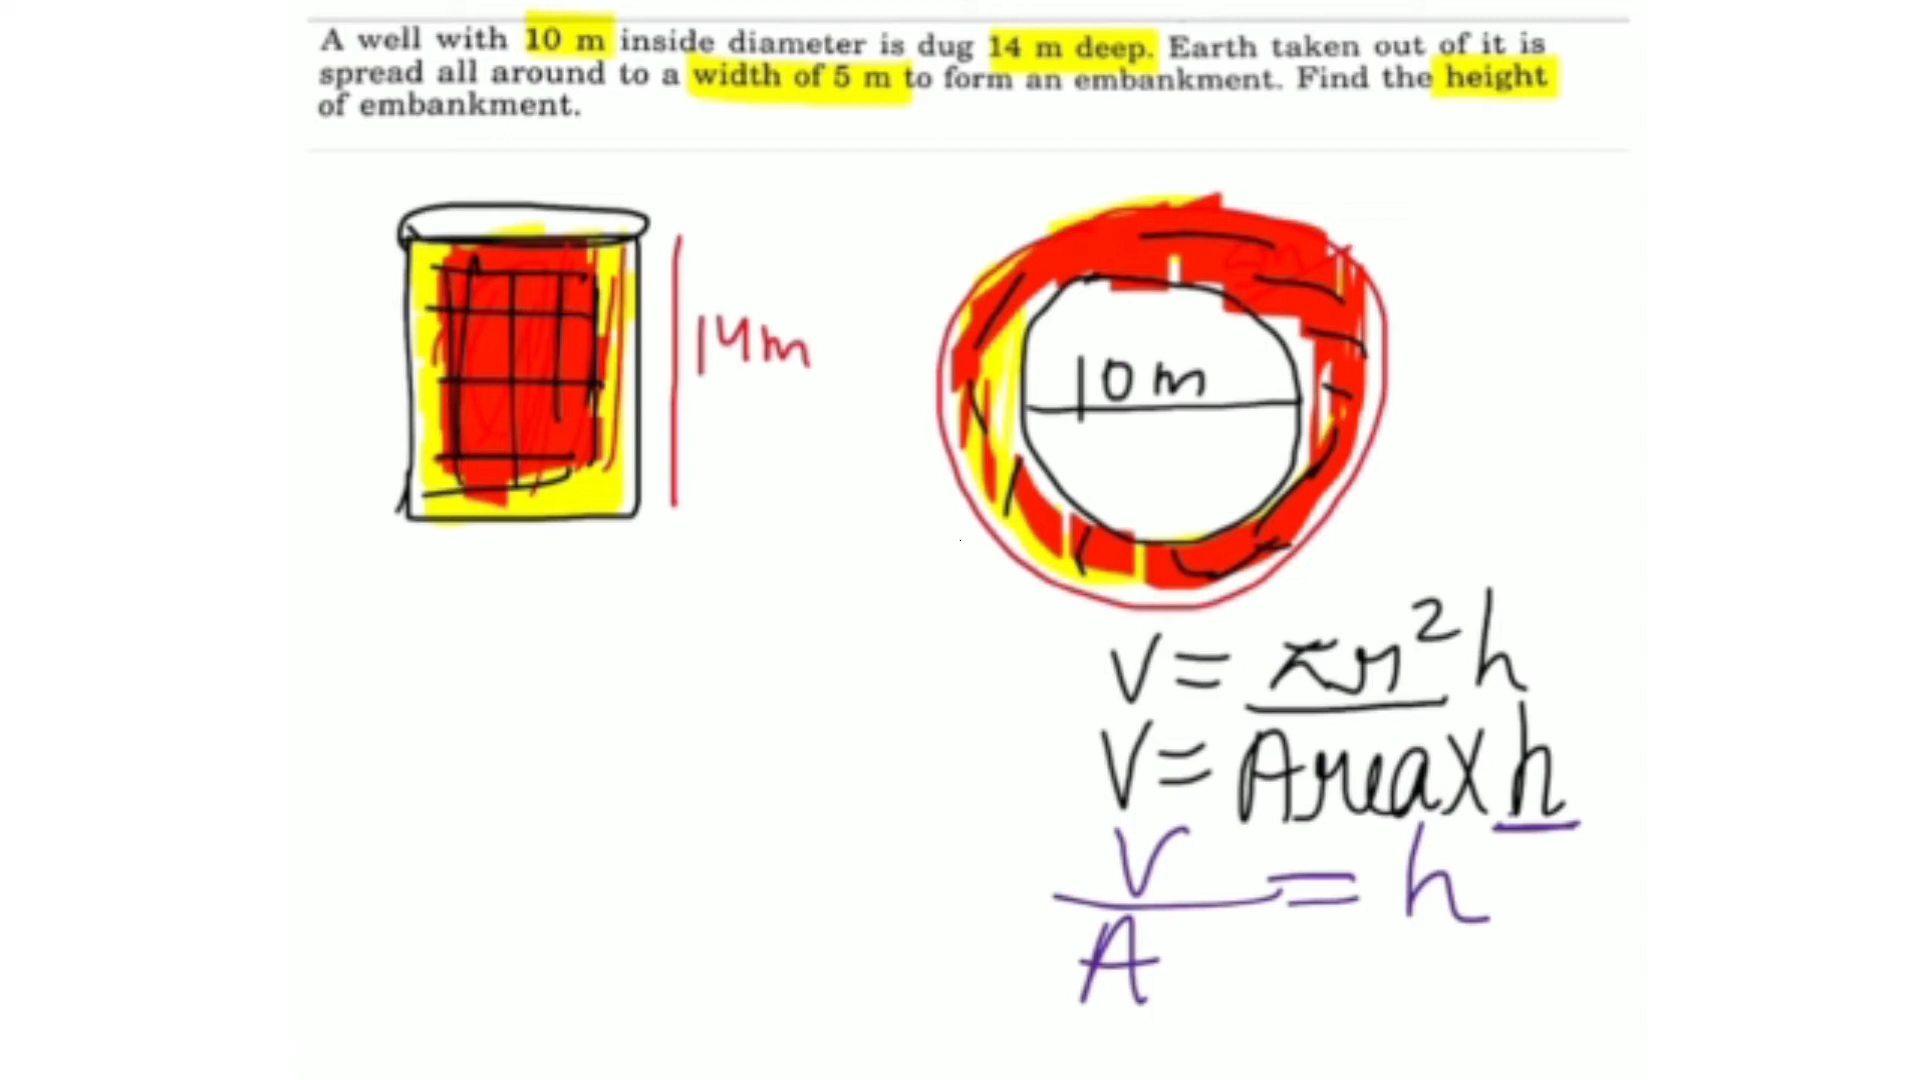 A well with 10 m inside diameter is dug 14 m deep. Earth taken out of it is
spread all around to a width of 5 m to form an embankment. Find the height
of embankment.
14m
10m
V = πr²h
V = Area X h
V/A = h